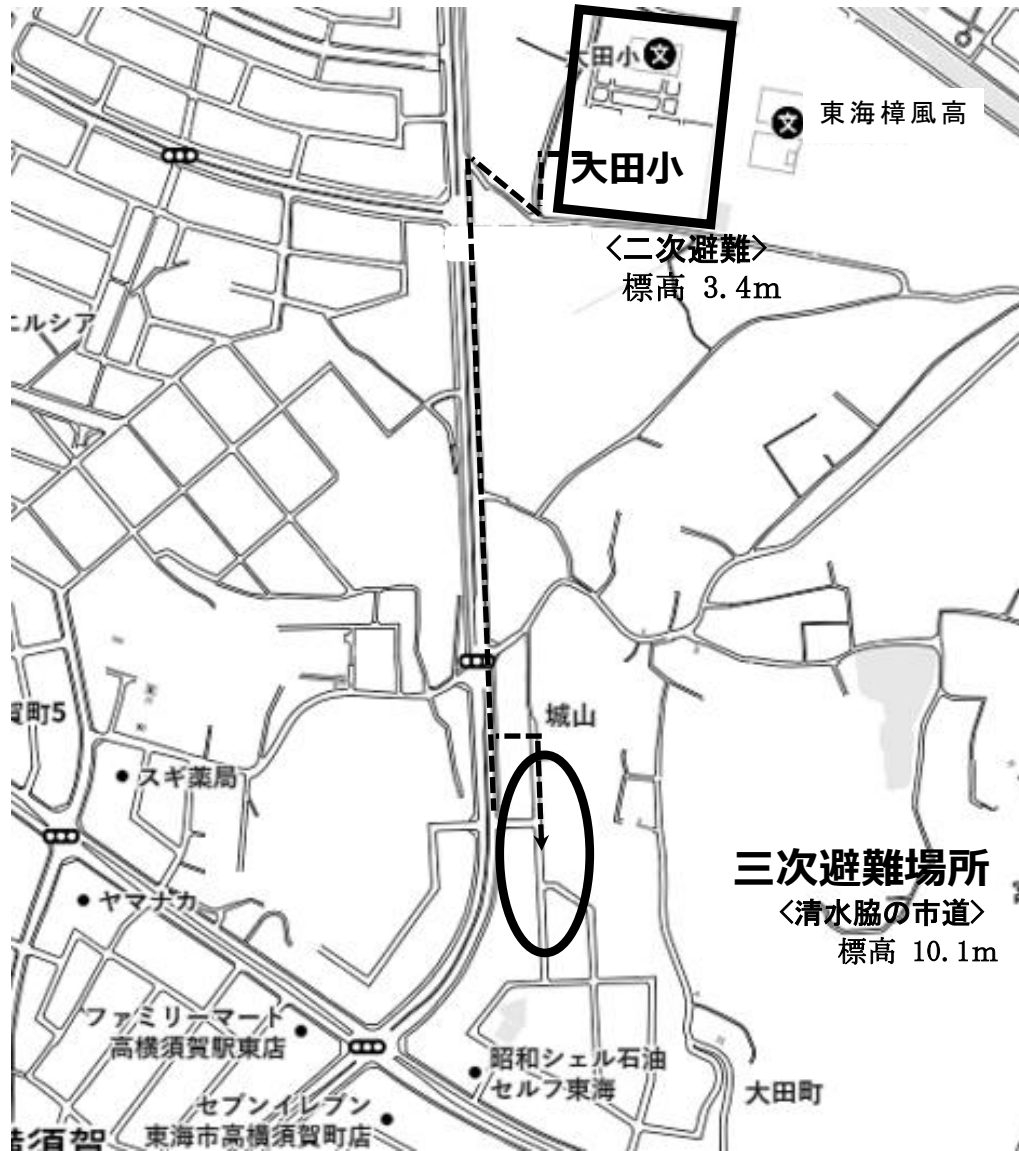 大田小
東海樟風高
大田小
<二次避難>
標高 3.4m
ニルシア
城山
賀町5
スギ薬局
三次避難場所
<清水脇の市道>
標高 10.1m
ヤマナカ
ファミリーマート
高横須賀駅東店
昭和シェル石油
セルフ東海
大田町
セブンイレブン
東海市高横須賀町店
横須賀